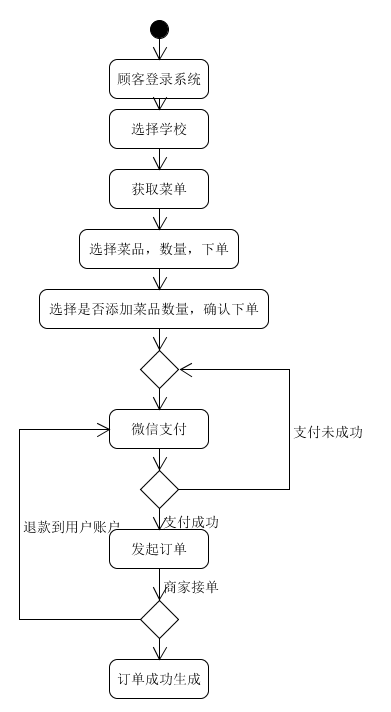 顾客登录系统
选择学校
获取菜单
选择菜品，数量，下单
选择是否添加菜品数量，确认下单
微信支付
支付未成功
支付成功
退款到用户账户
发起订单
商家接单
订单成功生成